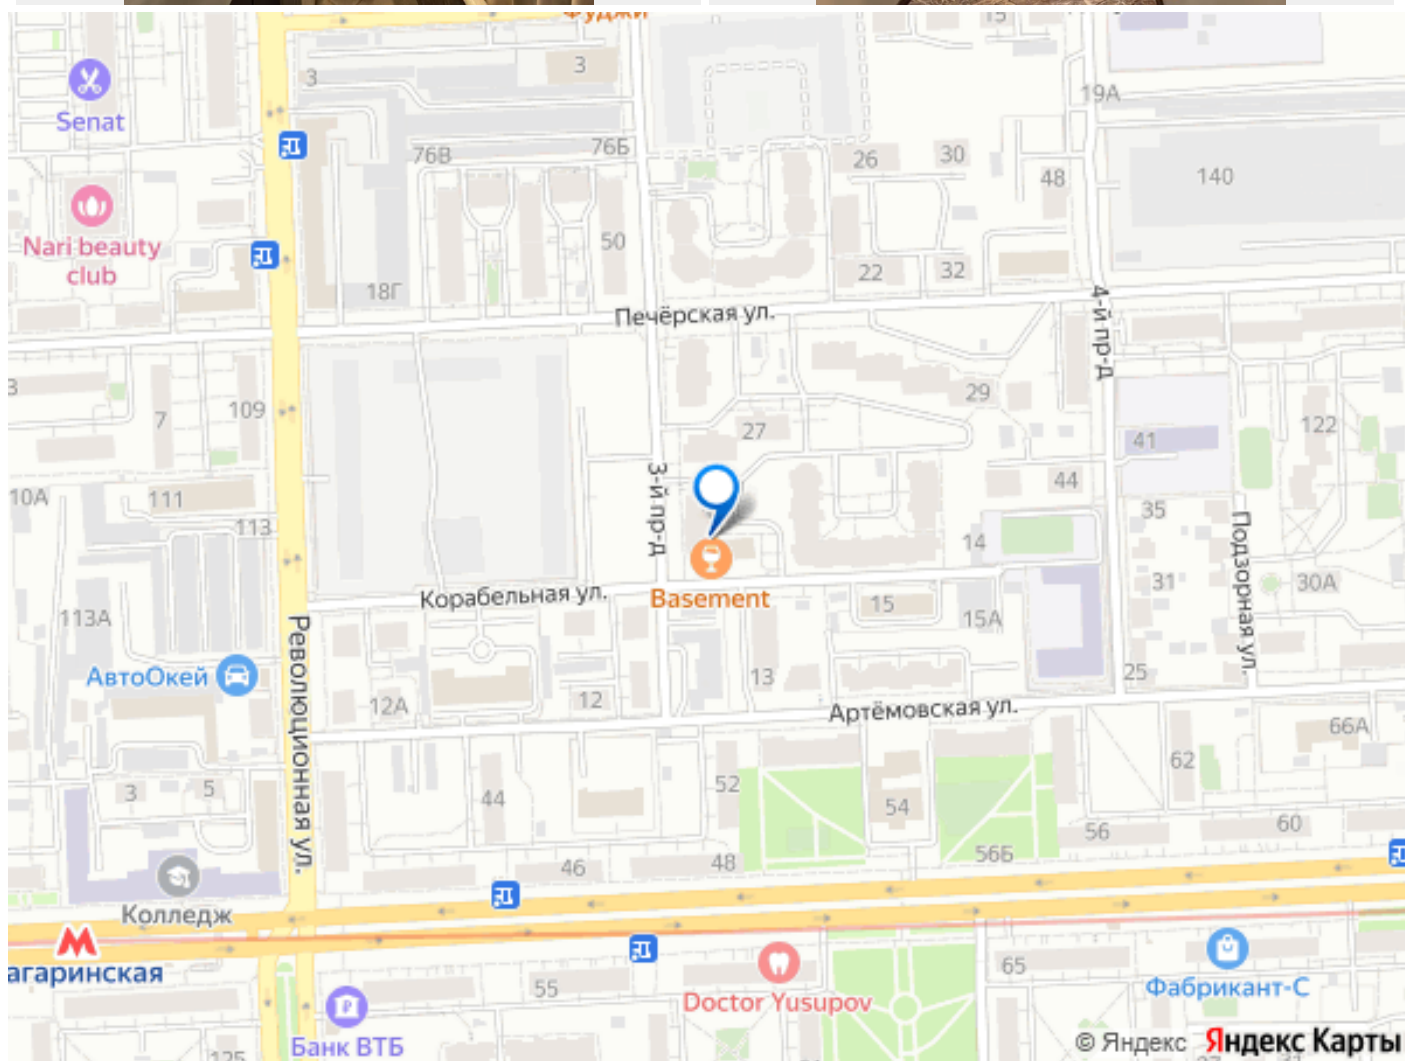 Фуджи
15
3
3
Senat
19А
76В
76Б
26
30
48
140
Nari beauty
club
50
22
32
18Г
Печёрская ул.
4-й пр-д
3
7
109
29
27
41
122
10А
111
113
3-й пр-д
44
35
14
Подзорная ул.
31
30А
Корабельная ул.
Basement
15
15А
113А
Революционная ул.
АвтоОкей
12А
12
13
25
Артёмовская ул.
66А
62
3
5
44
52
54
56
60
46
48
56Б
Колледж
агаринская
55
65
Doctor Yusupov
Фабрикант-С
Банк ВТБ
125
© Яндекс Яндекс Карты